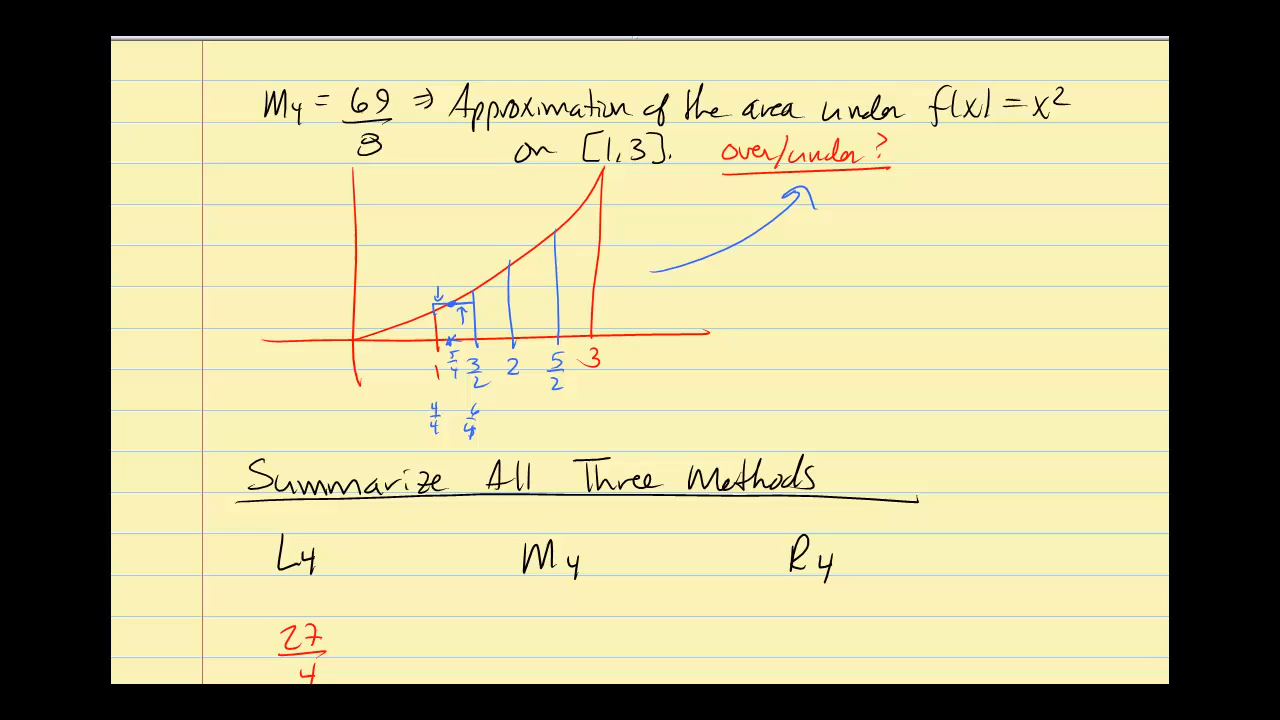 M4 = 69/8 ⇒ Approximation of the area under f(x) = x²
on [1,3]. over/under?
1 5/4 3/2 2 5/2 3
4/4 6/4
Summarize All Three Methods
L4 M4 R4
27/4